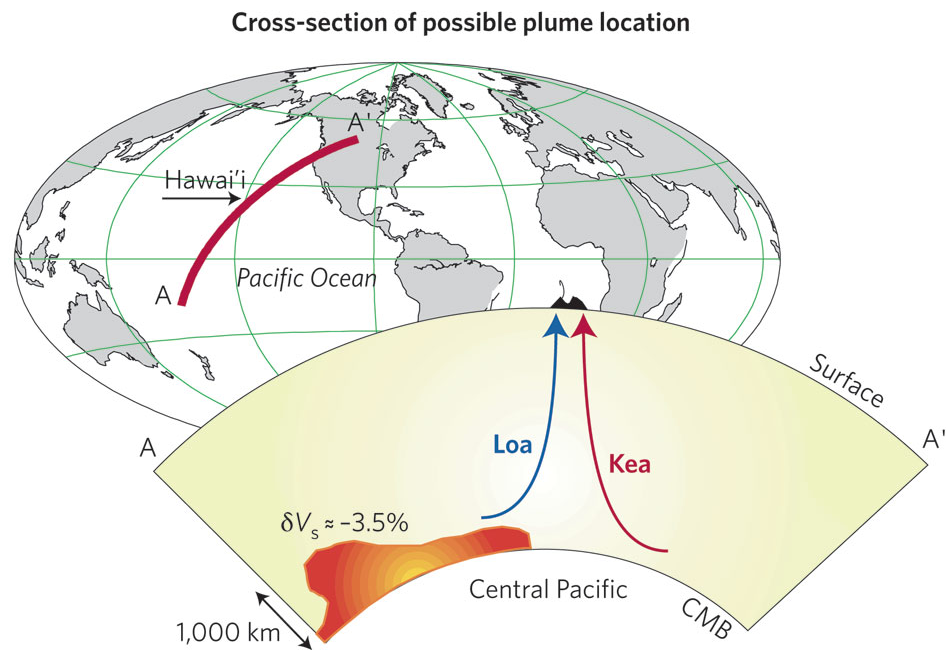 Cross-section of possible plume location
A'
Hawai'i
Pacific Ocean
A
Surface
A
A'
Loa
Kea
δVs ≈ –3.5%
Central Pacific
CMB
1,000 km